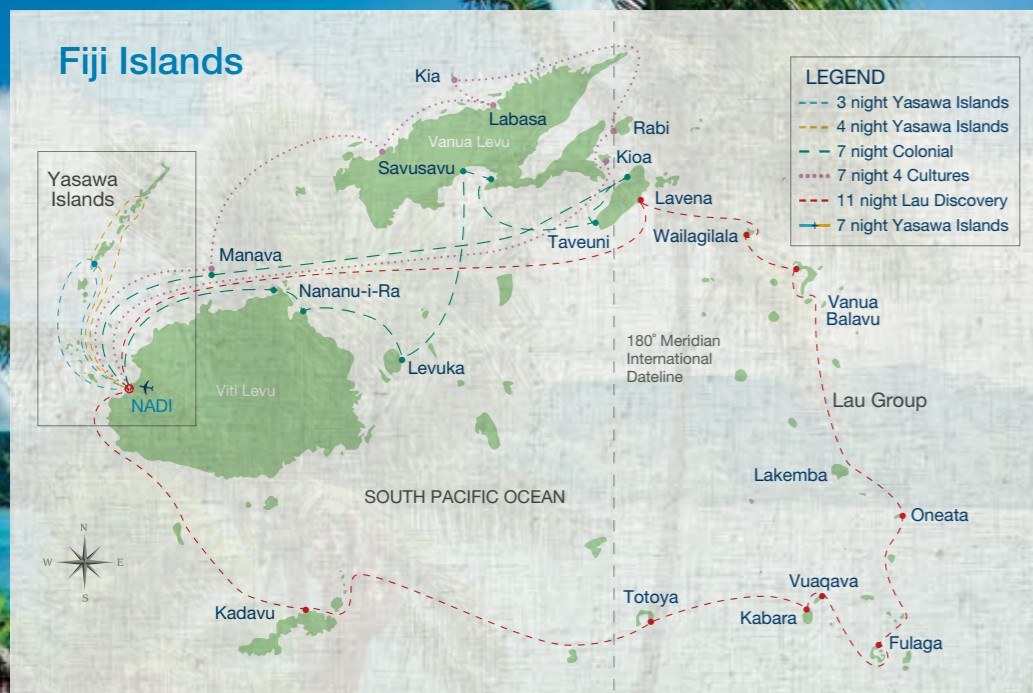 Fiji Islands
LEGEND
3 night Yasawa Islands
4 night Yasawa Islands
7 night Colonial
7 night 4 Cultures
11 night Lau Discovery
7 night Yasawa Islands
Kia
Labasa
Vanua Levu
Rabi
Savusavu
Kioa
Yasawa
Islands
Lavena
Wailagilala
Taveuni
Manava
Nananu-i-Ra
Vanua
Balavu
180° Meridian
International
Dateline
Levuka
Viti Levu
NADI
Lau Group
Lakemba
SOUTH PACIFIC OCEAN
Oneata
N
W
E
S
Vuaqava
Totoya
Kadavu
Kabara
Fulaga